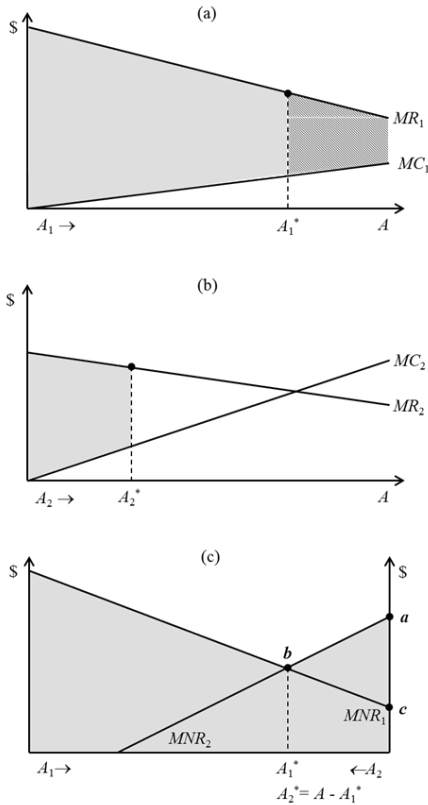 (a)
$
MR₁
MC₁
A₁ → A₁* A
(b)
$
MC₂
MR₂
A₂ → A₂* A
(c)
$ $
a
b
MNR₁ c
MNR₂
A₁→ A₁* ←A₂
A₂*= A - A₁*